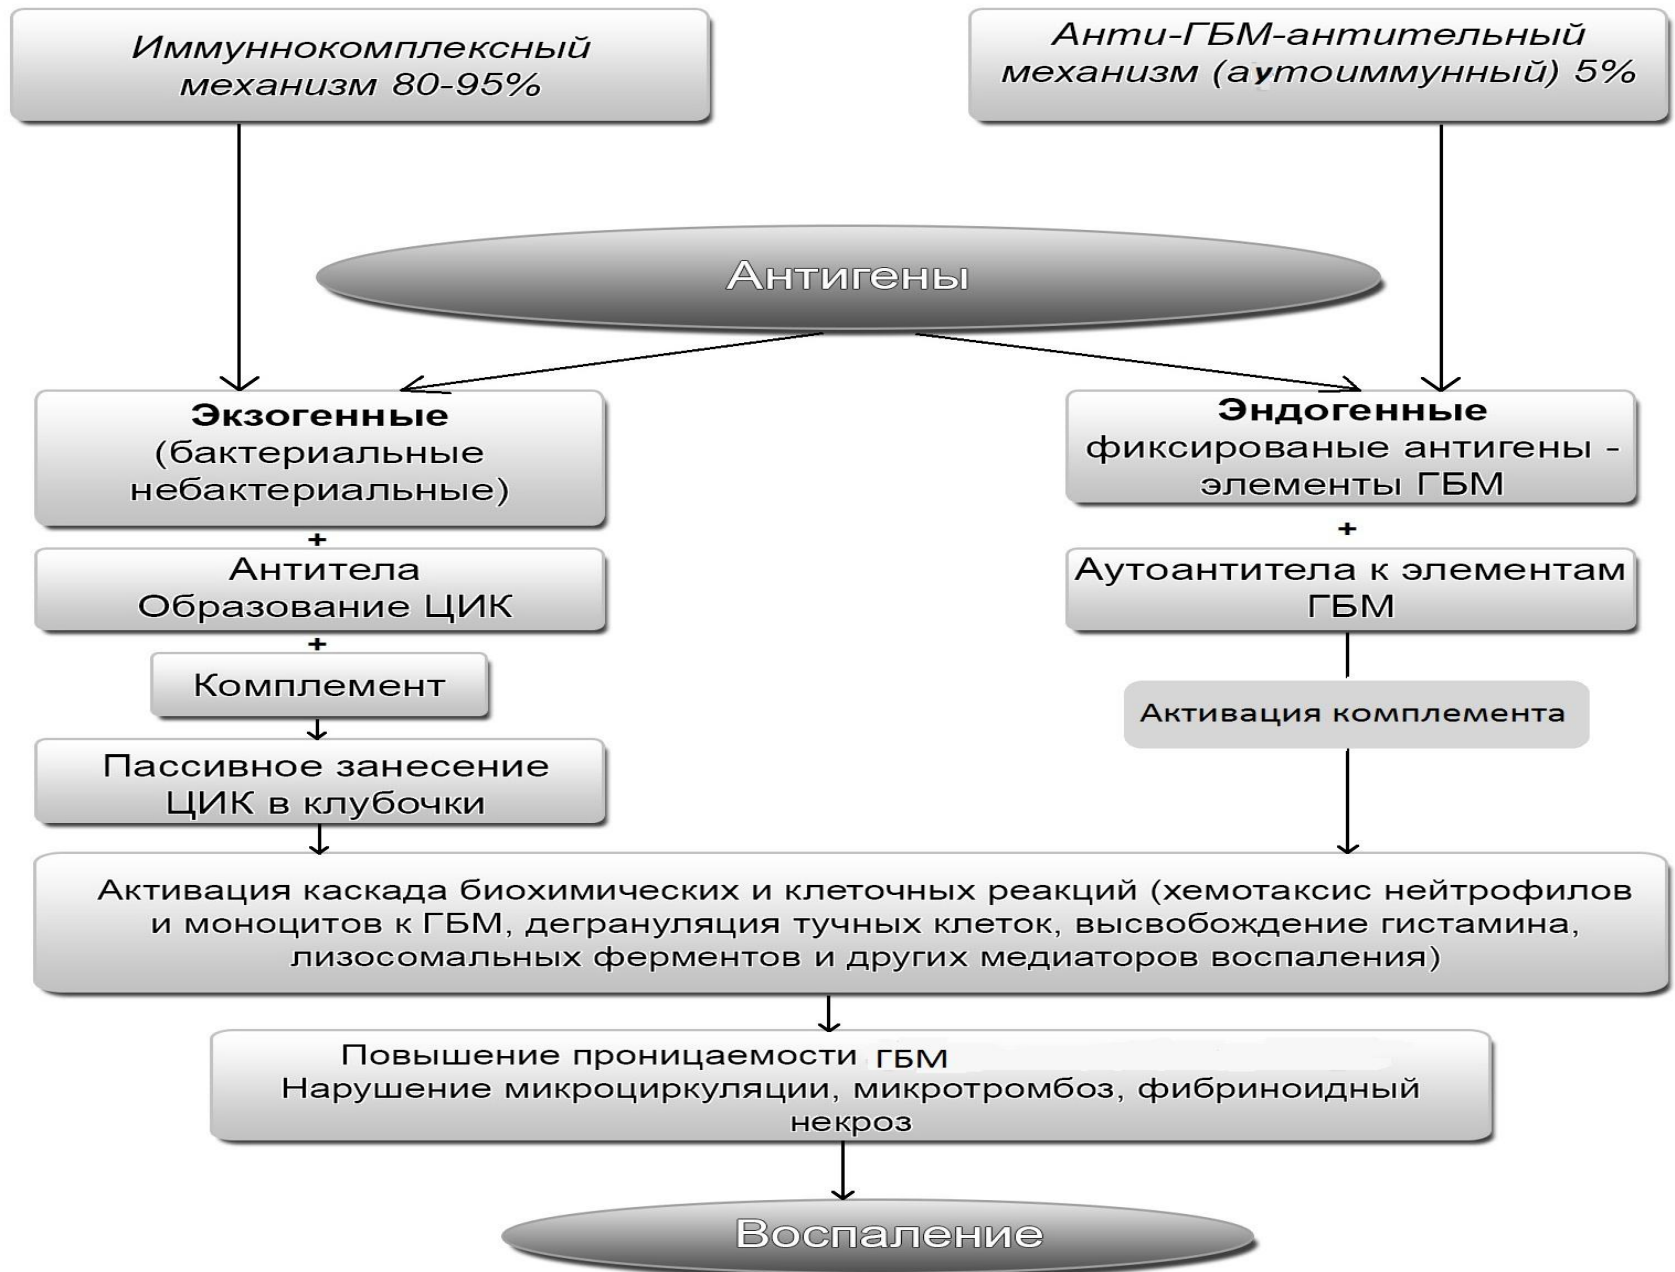 Иммуннокомплексный
механизм 80-95%
Анти-ГБМ-антительный
механизм (аутоиммунный) 5%
Антигены
Экзогенные
(бактериальные
небактериальные)
+
Антитела
Образование ЦИК
+
Комплемент
Пассивное занесение
ЦИК в клубочки
Эндогенные
фиксированые антигены -
элементы ГБМ
+
Аутоантитела к элементам
ГБМ
Активация комплемента
Активация каскада биохимических и клеточных реакций (хемотаксис нейтрофилов
и моноцитов к ГБМ, дегрануляция тучных клеток, высвобождение гистамина,
лизосомальных ферментов и других медиаторов воспаления)
Повышение проницаемости ГБМ
Нарушение микроциркуляции, микротромбоз, фибриноидный
некроз
Воспаление